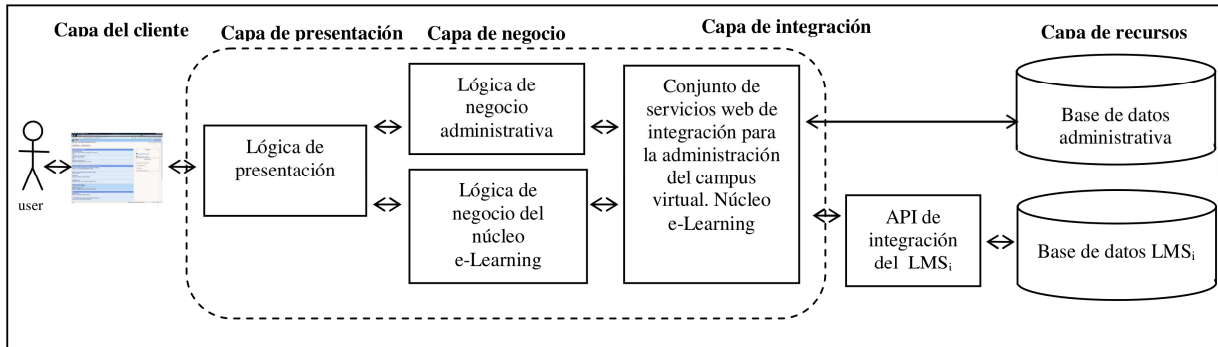 Capa del cliente
Capa de presentación
Capa de negocio
Capa de integración
Capa de recursos
user
Lógica de
presentación
Lógica de
negocio
administrativa
Lógica de
negocio del
núcleo
e-Learning
Conjunto de
servicios web de
integración para
la administración
del campus
virtual. Núcleo
e-Learning
API de
integración
del LMSi
Base de datos
administrativa
Base de datos LMSi